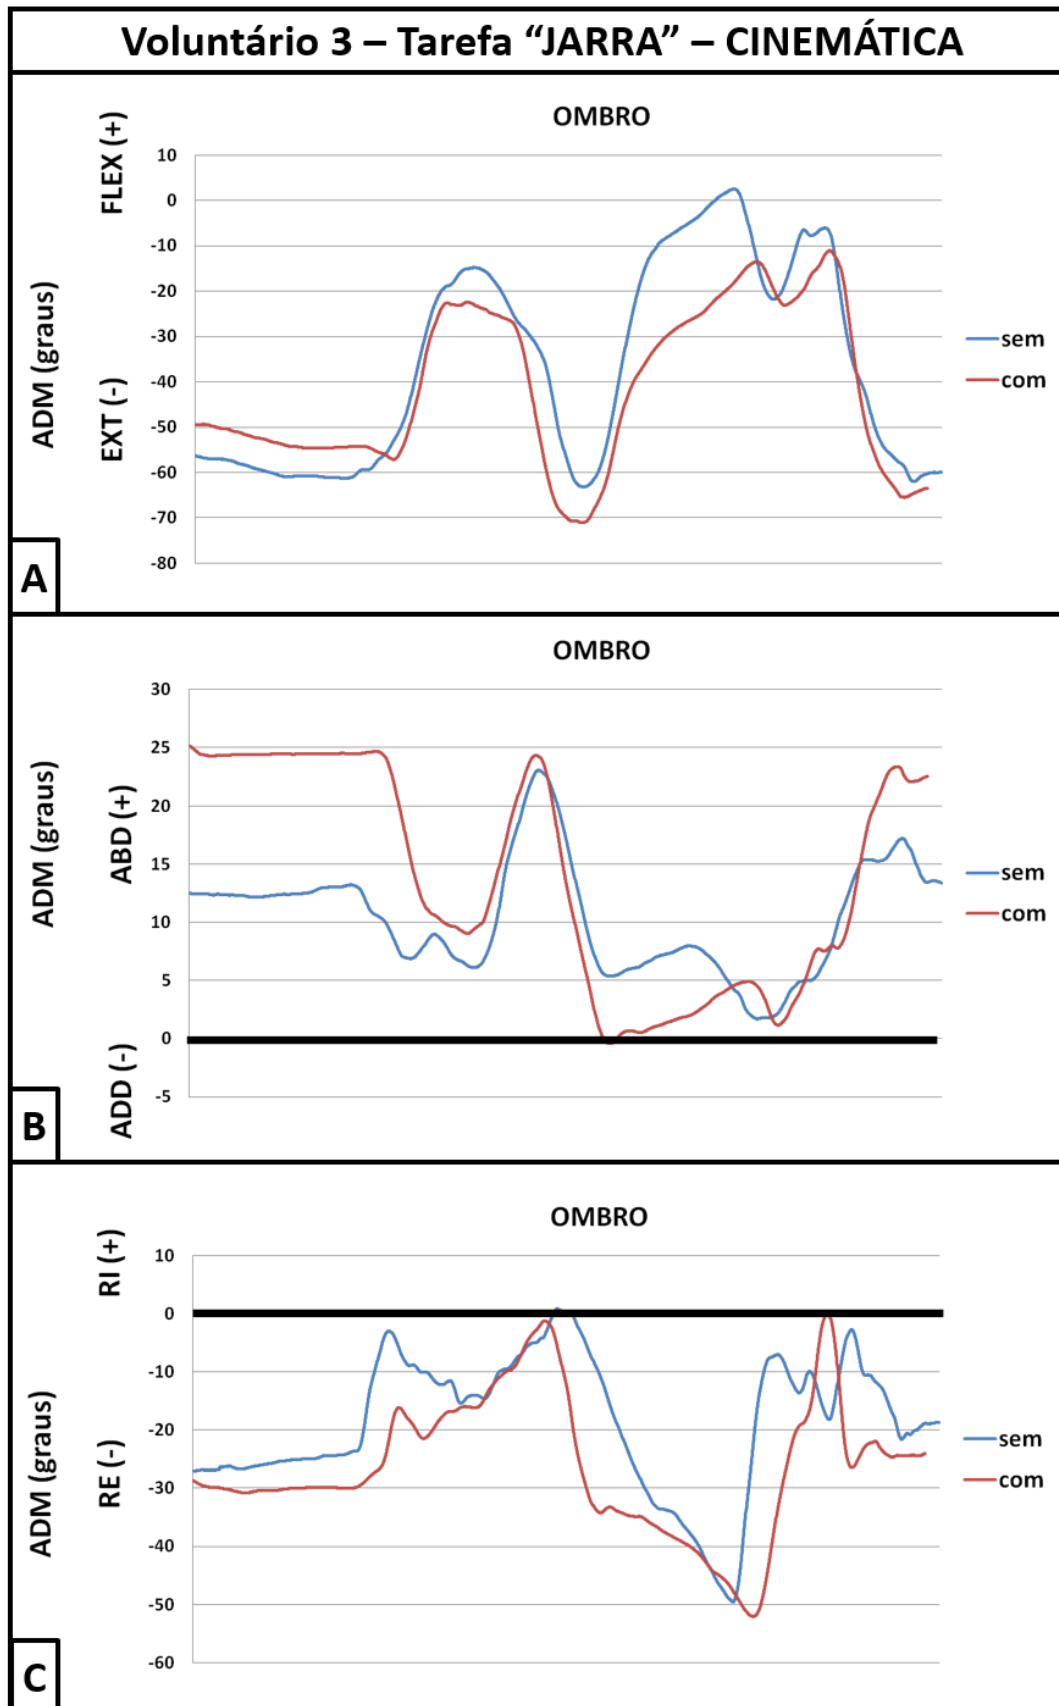 Voluntário 3 – Tarefa “JARRA” – CINEMÁTICA
OMBRO
ADM (graus)
EXT (-)
FLEX (+)
10
0
-10
-20
-30
-40
-50
-60
-70
-80
sem
com
A
OMBRO
ADM (graus)
ADD (-)
ABD (+)
30
25
20
15
10
5
0
-5
sem
com
B
OMBRO
ADM (graus)
RE (-)
RI (+)
10
0
-10
-20
-30
-40
-50
-60
sem
com
C